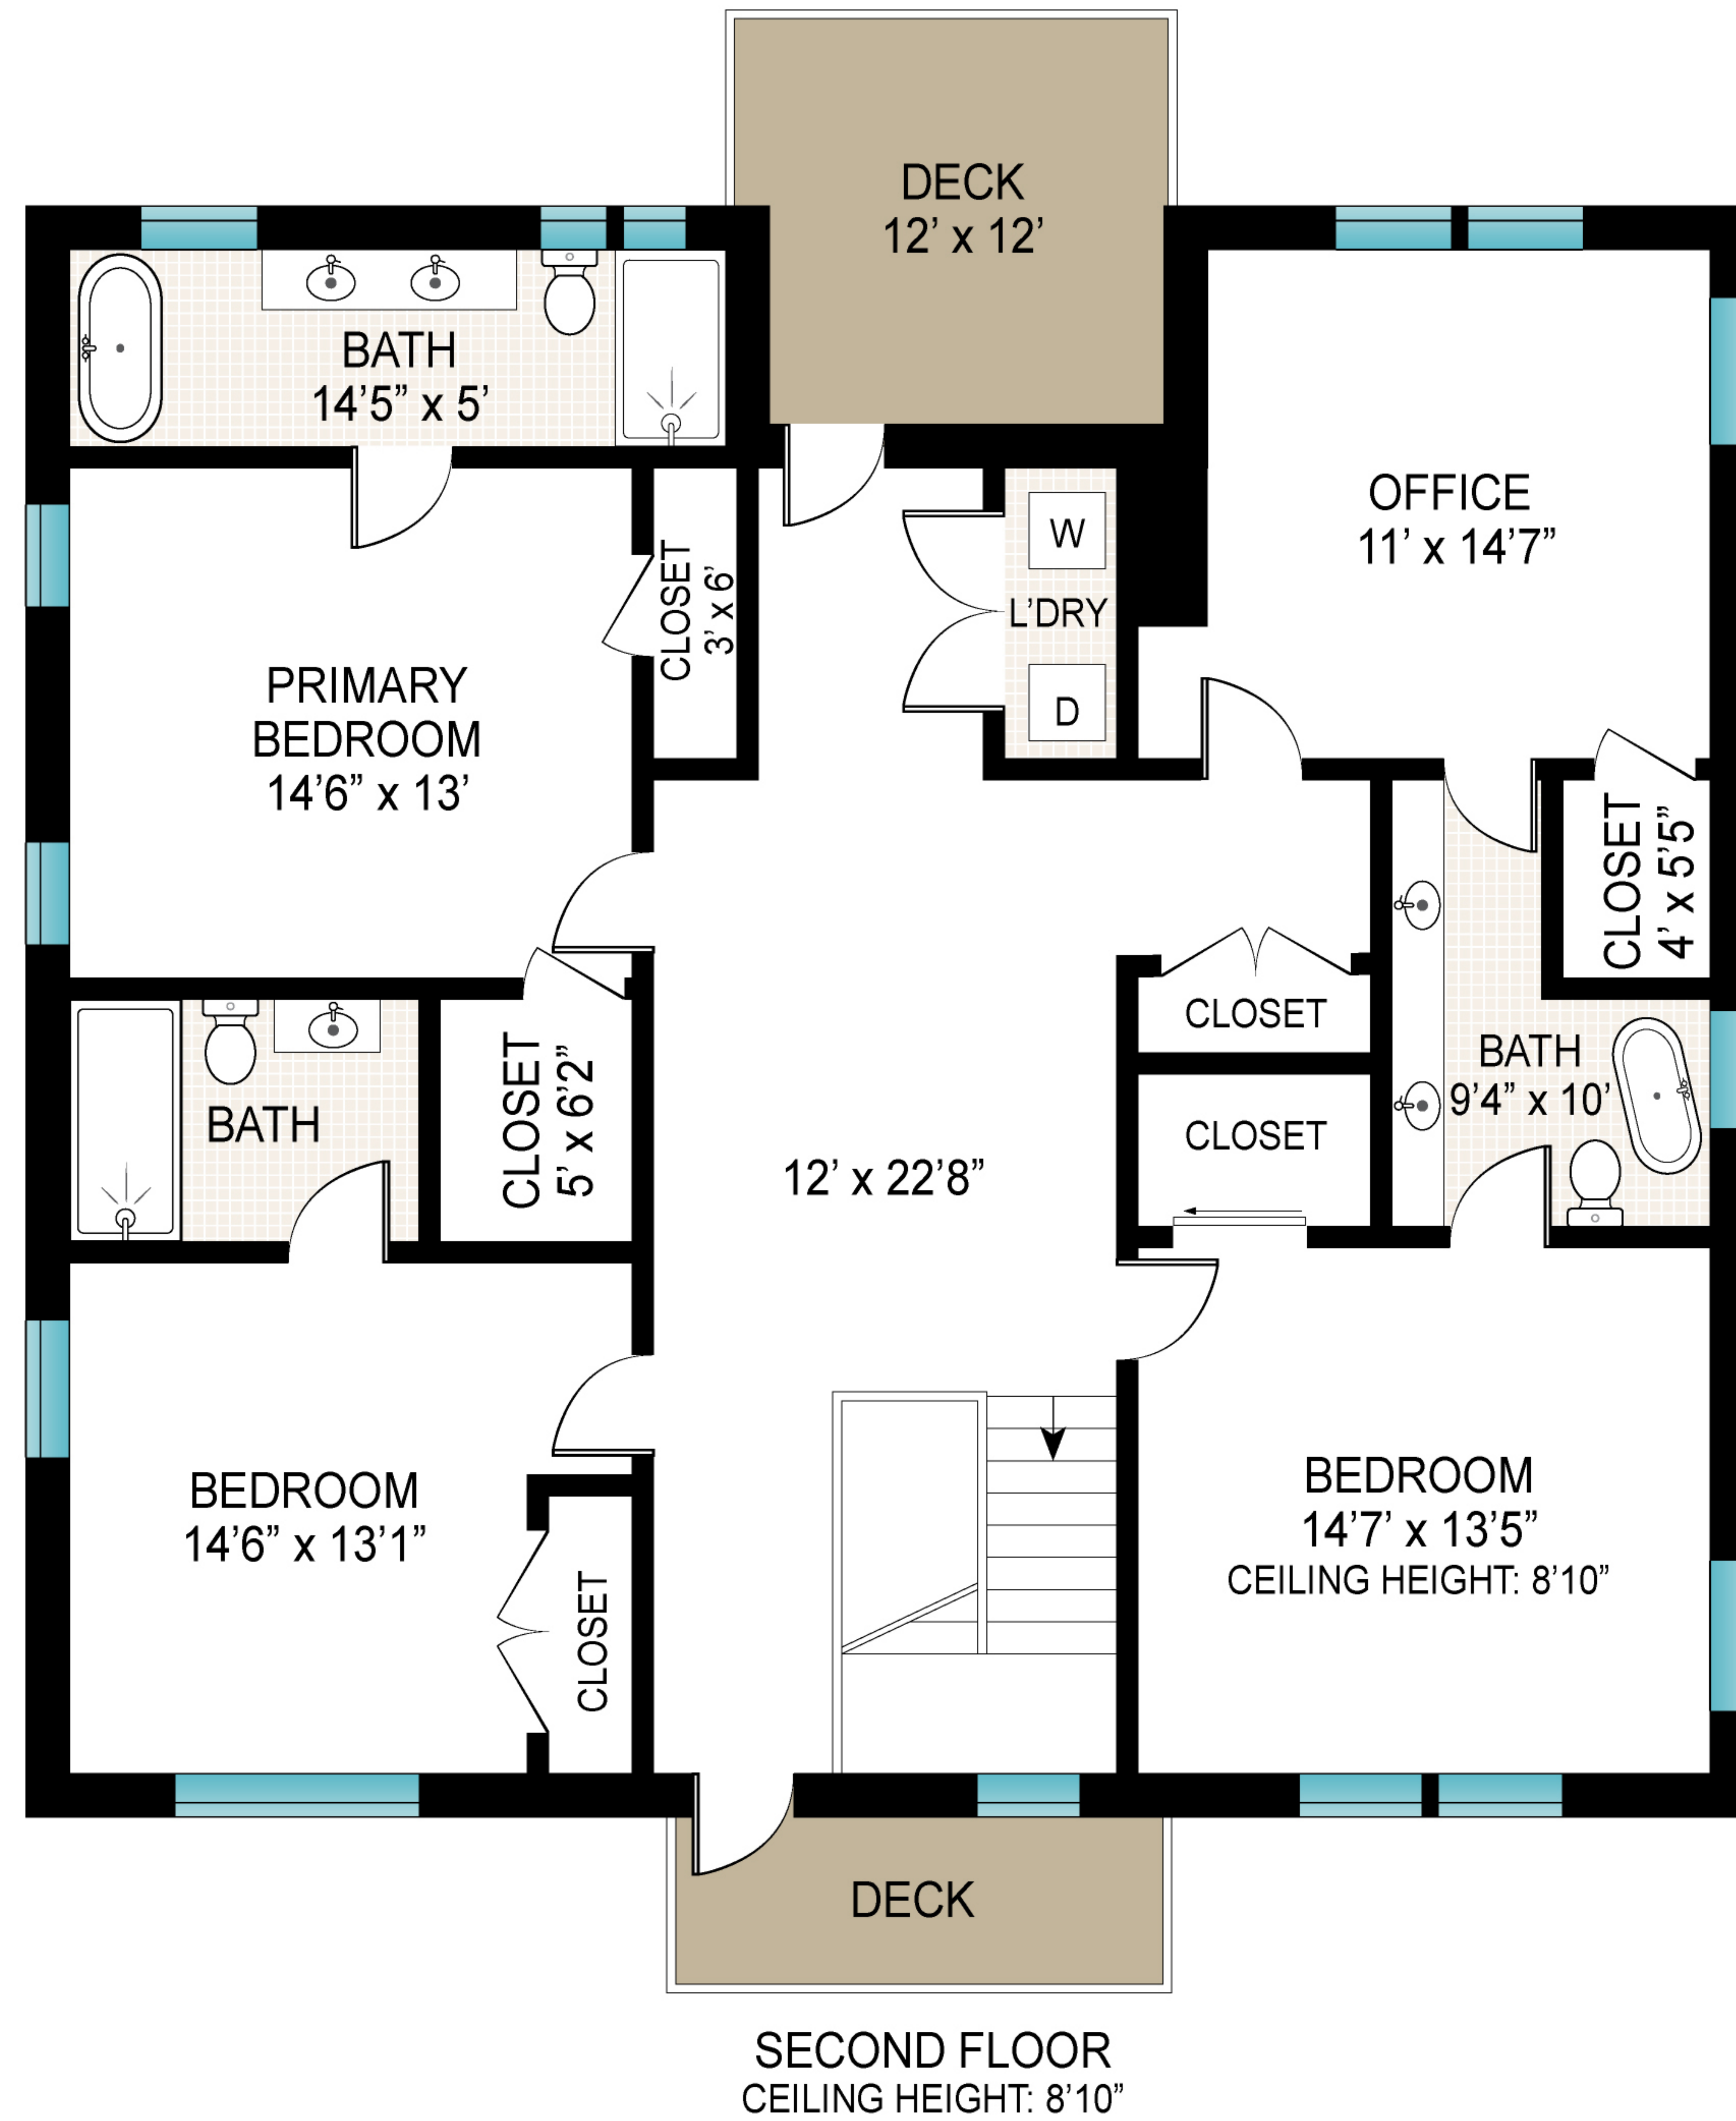 DECK
12’ x 12’
BATH
14’5” x 5’
OFFICE
11’ x 14’7”
W
L’DRY
D
CLOSET
3’ x 6’
PRIMARY
BEDROOM
14’6” x 13’
CLOSET
4’ x 5’5”
CLOSET
BATH
9’4” x 10’
CLOSET
5’ x 6’2”
BATH
CLOSET
12’ x 22’8”
BEDROOM
14’6” x 13’1”
CLOSET
BEDROOM
14’7’ x 13’5”
CEILING HEIGHT: 8’10”
DECK
SECOND FLOOR
CEILING HEIGHT: 8’10”